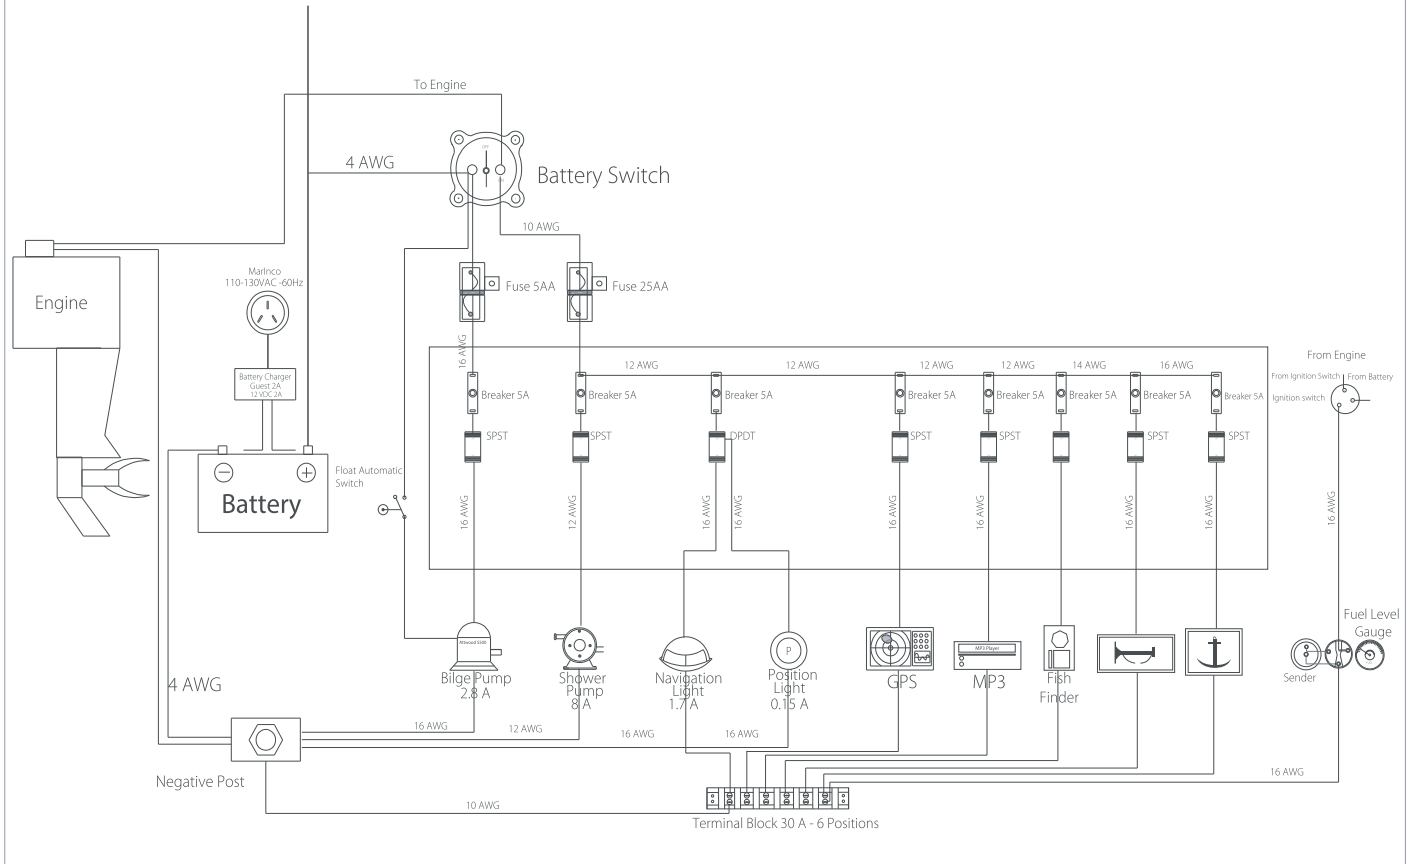 To Engine
4 AWG
OFF
ON
Battery Switch
10 AWG
Engine
MarInco
110-130VAC -60Hz
Fuse 5AA
Fuse 25AA
16 AWG
12 AWG
12 AWG
12 AWG
12 AWG
14 AWG
16 AWG
From Engine
From Ignition Switch
From Battery
Ignition switch
Battery Charger
Guest 2A
12 VDC 2A
Breaker 5A
Breaker 5A
Breaker 5A
Breaker 5A
Breaker 5A
Breaker 5A
Breaker 5A
Breaker 5A
SPST
SPST
DPDT
SPST
SPST
SPST
SPST
Float Automatic
Switch
Battery
16 AWG
12 AWG
16 AWG
16 AWG
16 AWG
16 AWG
16 AWG
16 AWG
16 AWG
Fuel Level
Gauge
Attwood S500
P
MP3 Player
Sender
Bilge Pump
2.8 A
Shower
Pump
8 A
Navigation
Light
1.7 A
Position
Light
0.15 A
GPS
MP3
Fish
Finder
4 AWG
16 AWG
12 AWG
16 AWG
16 AWG
Negative Post
16 AWG
10 AWG
Terminal Block 30 A - 6 Positions